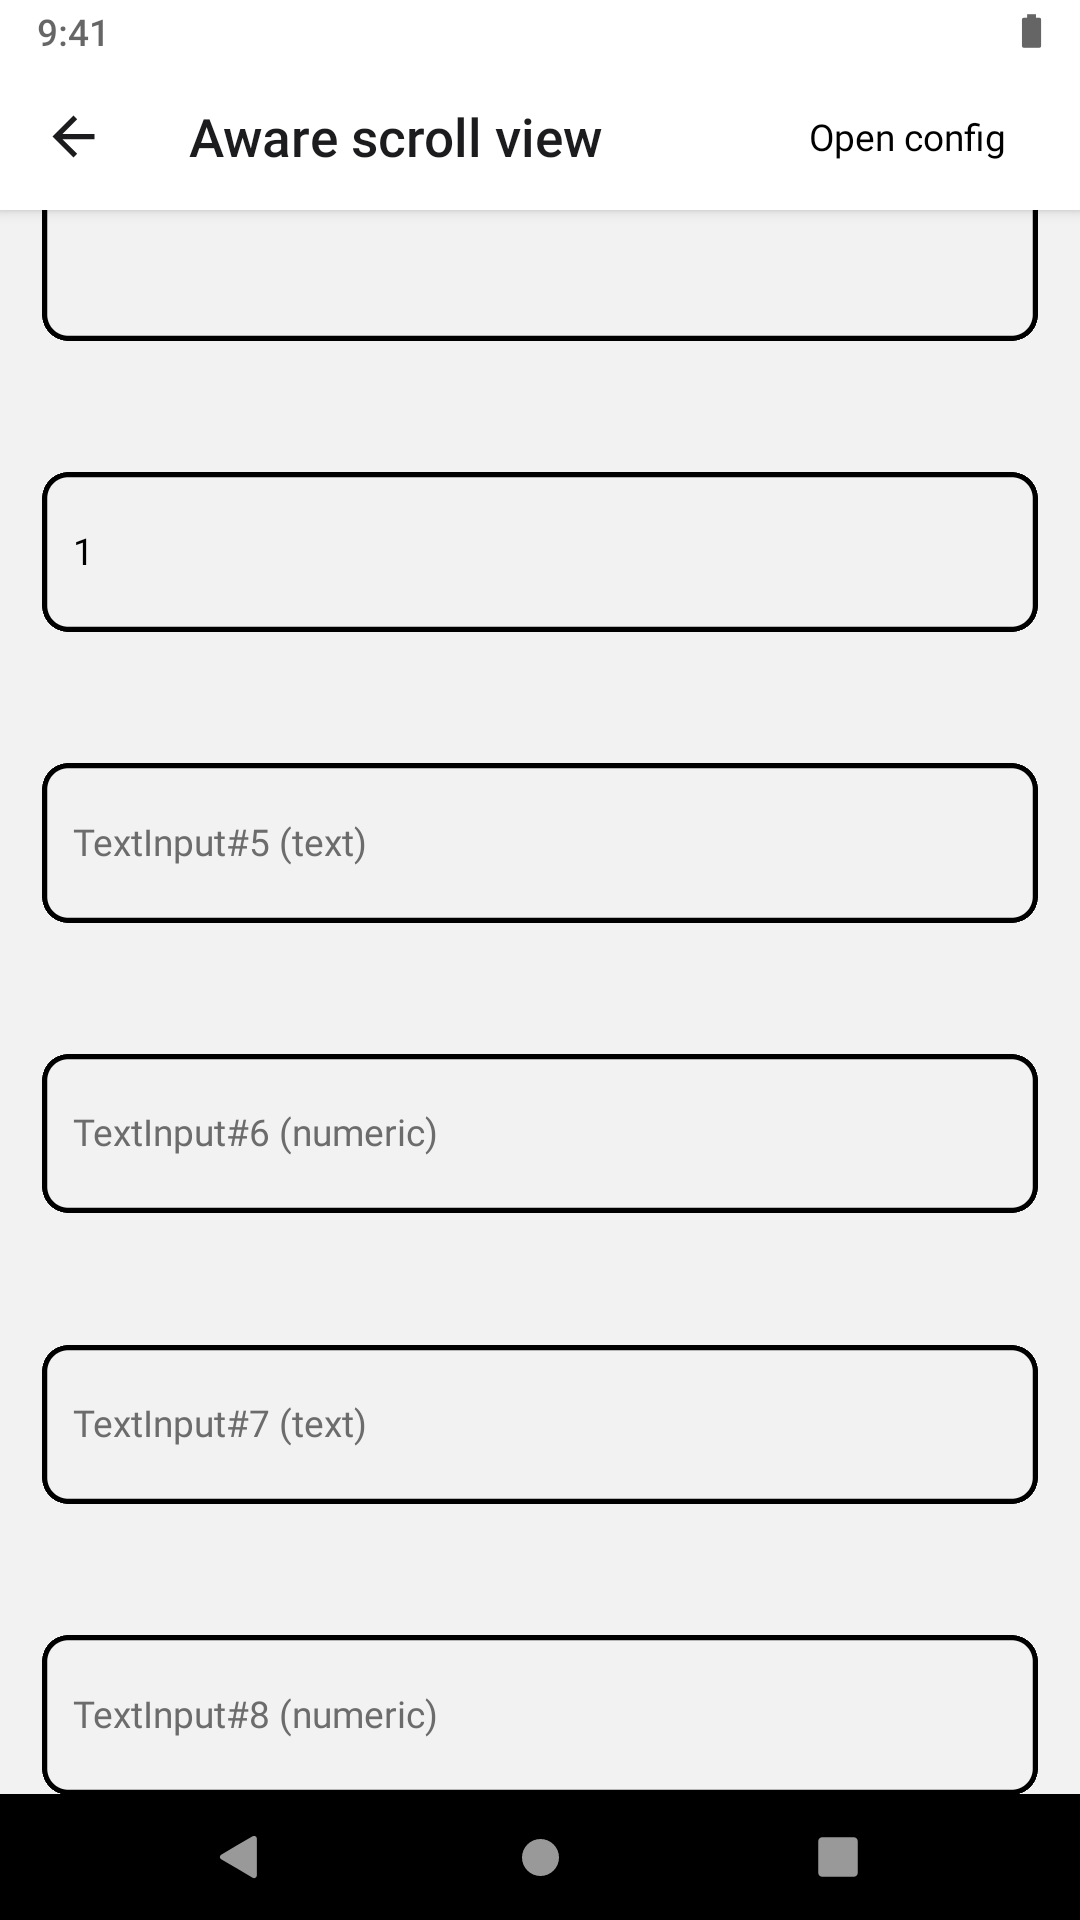 9:41
Aware scroll view
Open config
1
TextInput#5 (text)
TextInput#6 (numeric)
TextInput#7 (text)
TextInput#8 (numeric)